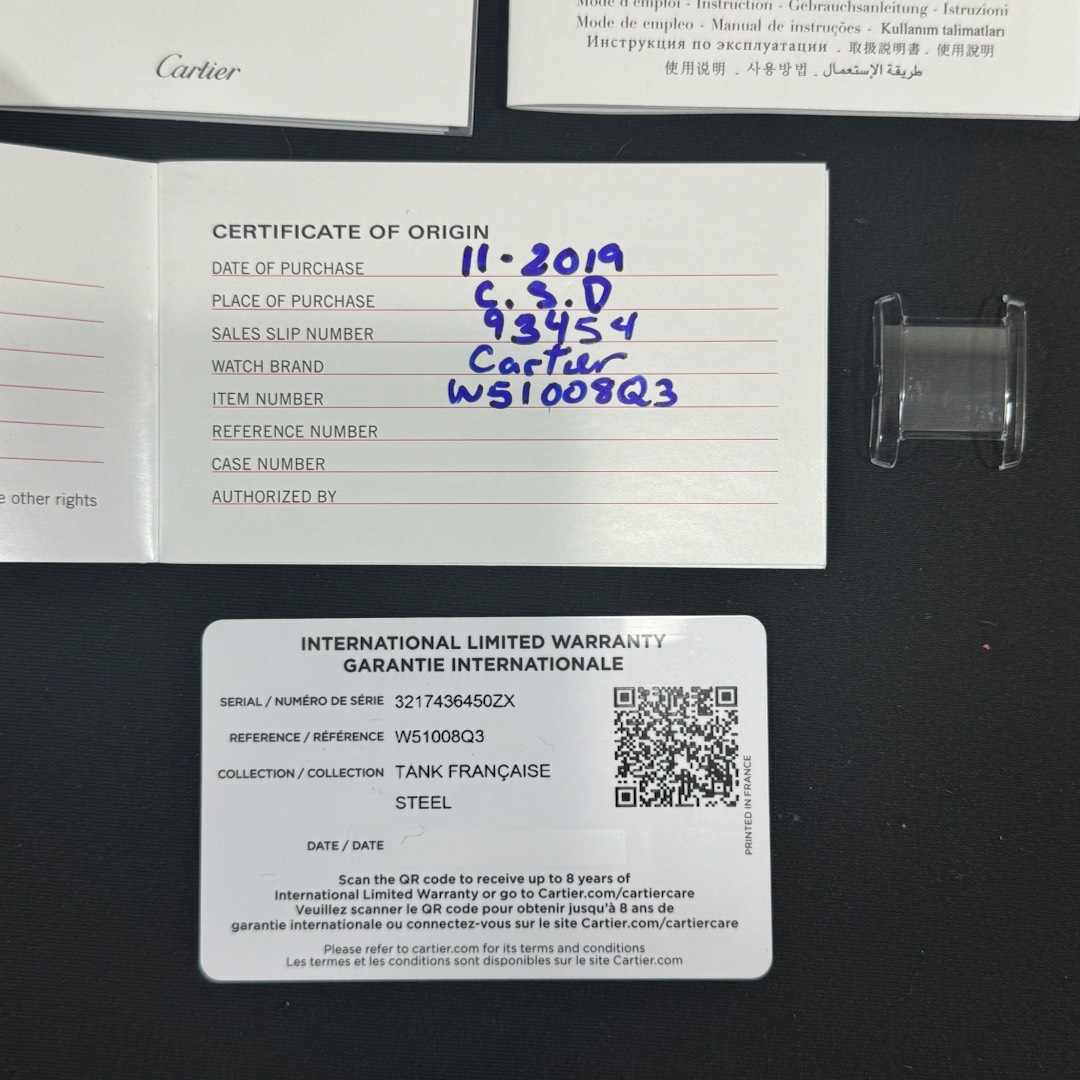 Cartier
Mode d'emploi - Instruction - Gebrauchsanleitung - Istruzioni
Mode de empleo - Manual de instruções - Kullanım talimatları
Инструкция по эксплуатации - 取扱説明書 - 使用說明
使用说明 - 사용방법 - طريقة الإستعمال
e other rights
CERTIFICATE OF ORIGIN
DATE OF PURCHASE 11-2019
PLACE OF PURCHASE C.S.D
SALES SLIP NUMBER 93454
WATCH BRAND Cartier
ITEM NUMBER W51008Q3
REFERENCE NUMBER
CASE NUMBER
AUTHORIZED BY
INTERNATIONAL LIMITED WARRANTY
GARANTIE INTERNATIONALE
SERIAL / NUMÉRO DE SÉRIE 3217436450ZX
REFERENCE / RÉFÉRENCE W51008Q3
COLLECTION / COLLECTION TANK FRANÇAISE
STEEL
DATE / DATE
PRINTED IN FRANCE
Scan the QR code to receive up to 8 years of
International Limited Warranty or go to Cartier.com/cartiercare
Veuillez scanner le QR code pour obtenir jusqu'à 8 ans de
garantie internationale ou connectez-vous sur le site Cartier.com/cartiercare
Please refer to cartier.com for its terms and conditions
Les termes et les conditions sont disponibles sur le site Cartier.com